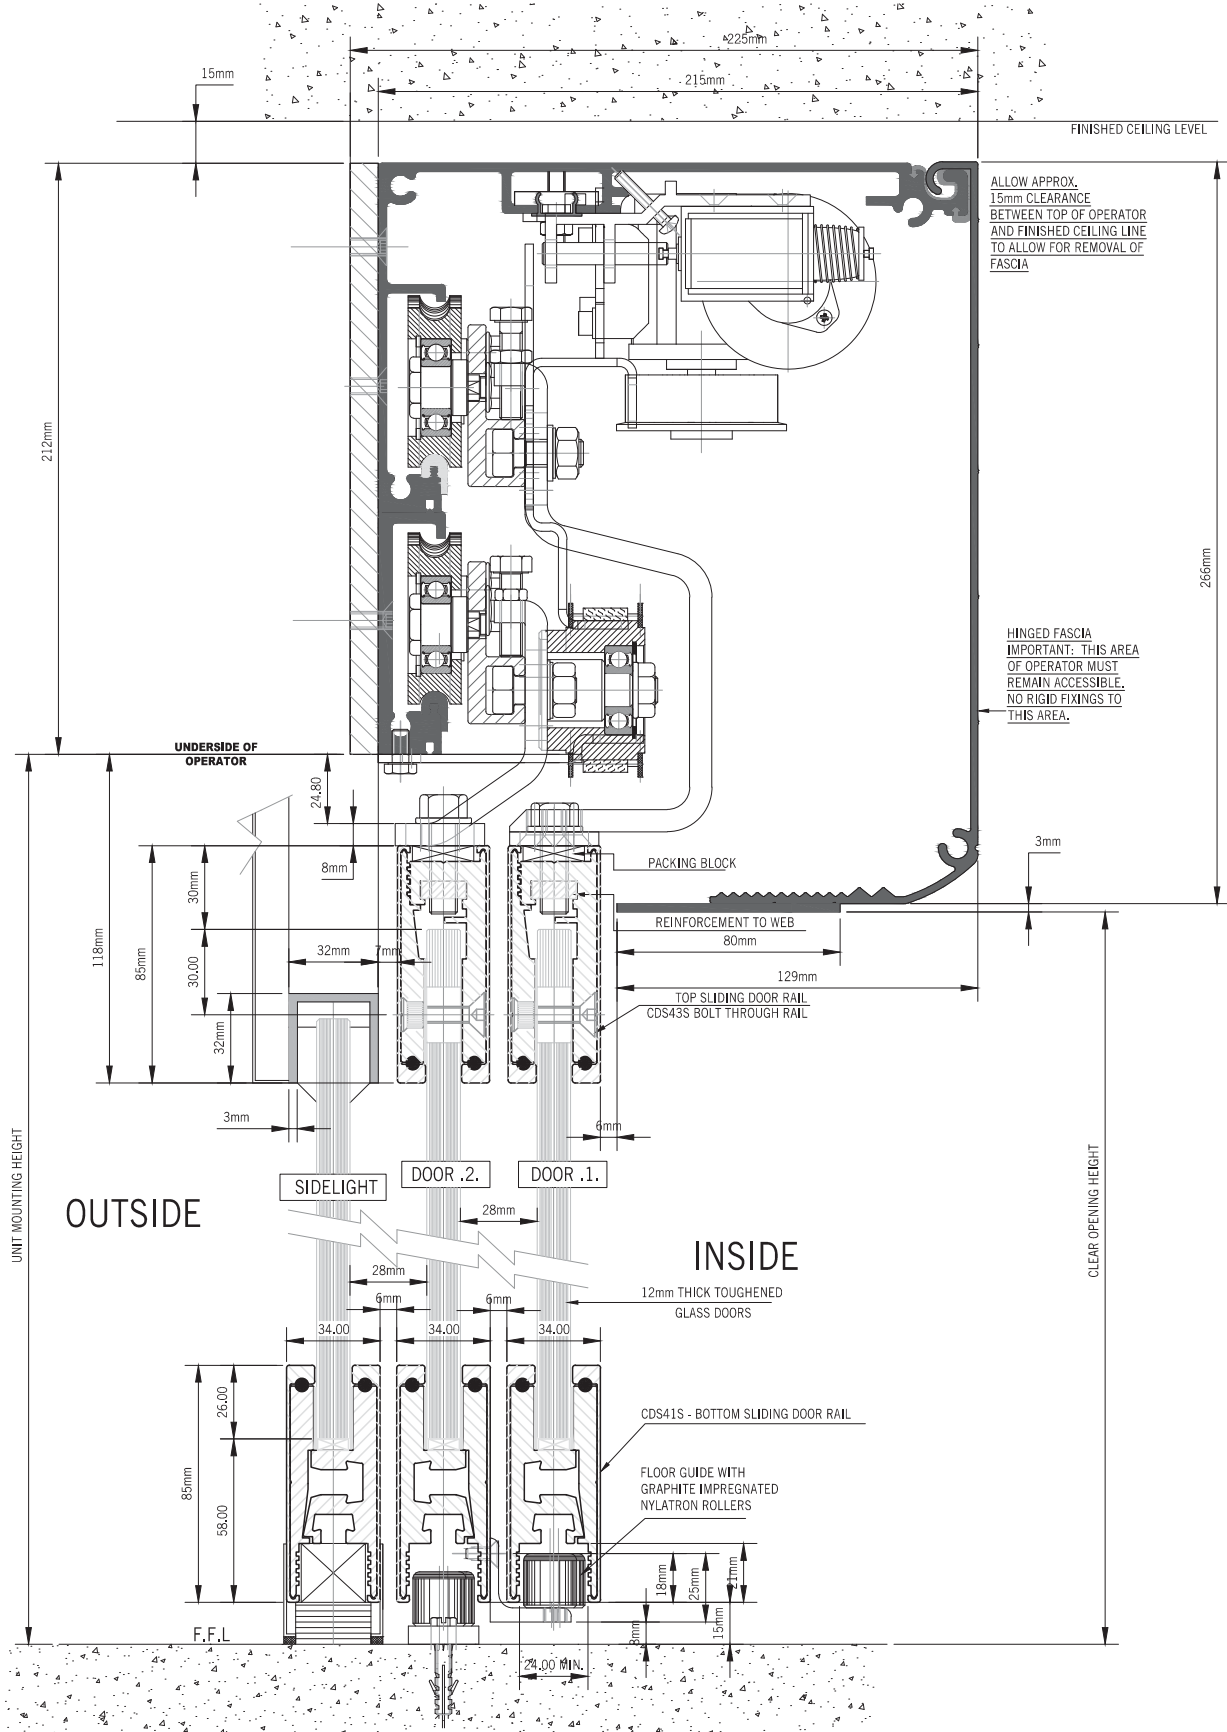 225mm
15mm
215mm
FINISHED CEILING LEVEL
ALLOW APPROX.
15mm CLEARANCE
BETWEEN TOP OF OPERATOR
AND FINISHED CEILING LINE
TO ALLOW FOR REMOVAL OF
FASCIA
212mm
266mm
HINGED FASCIA
IMPORTANT: THIS AREA
OF OPERATOR MUST
REMAIN ACCESSIBLE.
NO RIGID FIXINGS TO
THIS AREA.
UNDERSIDE OF
OPERATOR
24.80
8mm
3mm
PACKING BLOCK
30mm
REINFORCEMENT TO WEB
80mm
118mm
85mm
30.00
32mm
7mm
129mm
TOP SLIDING DOOR RAIL
CDS43S BOLT THROUGH RAIL
32mm
3mm
6mm
UNIT MOUNTING HEIGHT
SIDELIGHT
DOOR .2.
DOOR .1.
OUTSIDE
28mm
INSIDE
CLEAR OPENING HEIGHT
28mm
6mm
6mm
12mm THICK TOUGHENED
GLASS DOORS
34.00
34.00
34.00
26.00
CDS41S - BOTTOM SLIDING DOOR RAIL
85mm
58.00
FLOOR GUIDE WITH
GRAPHITE IMPREGNATED
NYLATRON ROLLERS
18mm
25mm
21mm
8mm
15mm
F.F.L
24.00 MIN.